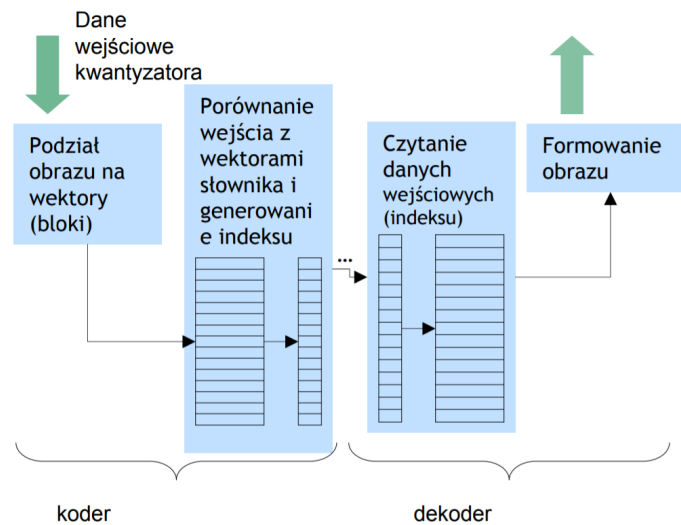 Dane
wejściowe
kwantyzatora
Podział
obrazu na
wektory
(bloki)
Porównanie
wejścia z
wektorami
słownika i
generowani
e indeksu
...
Czytanie
danych
wejściowych
(indeksu)
Formowanie
obrazu
koder
dekoder